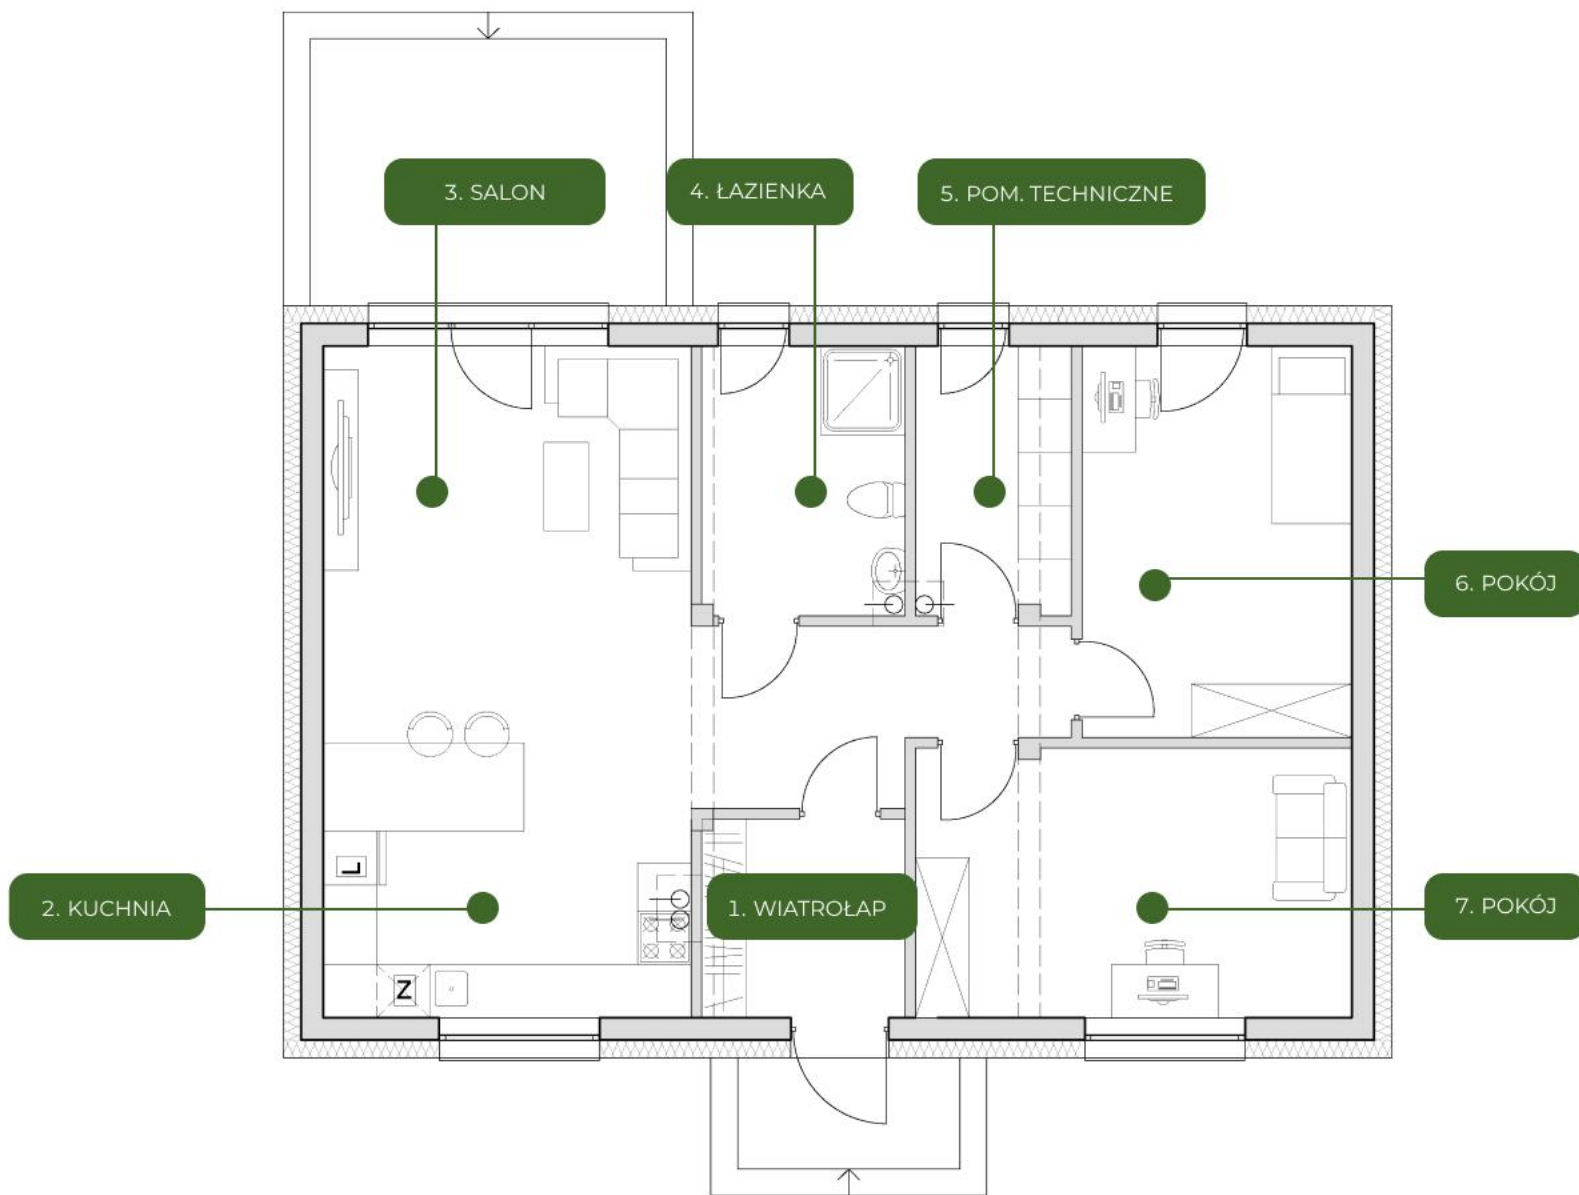 3. SALON
4. ŁAZIENKA
5. POM. TECHNICZNE
6. POKÓJ
L
2. KUCHNIA
1. WIATROŁAP
7. POKÓJ
Z